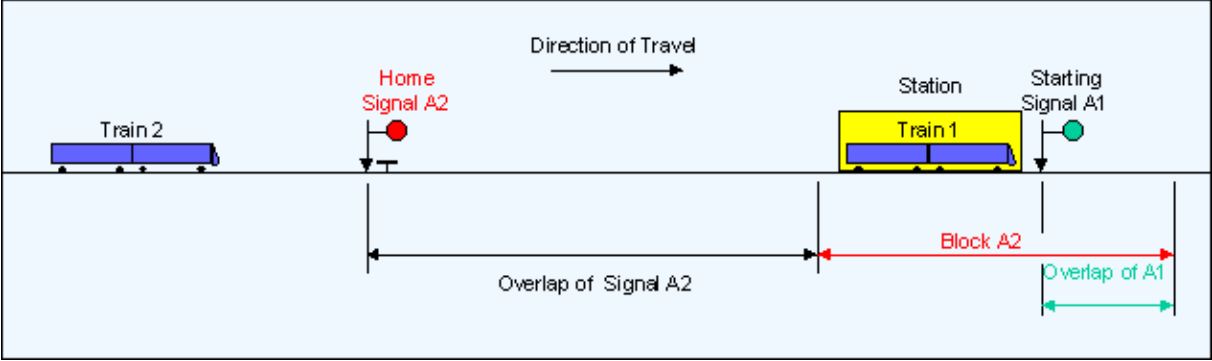 Direction of Travel
Home
Signal A2
Station
Starting
Signal A1
Train 2
Train 1
Block A2
Overlap of A1
Overlap of Signal A2